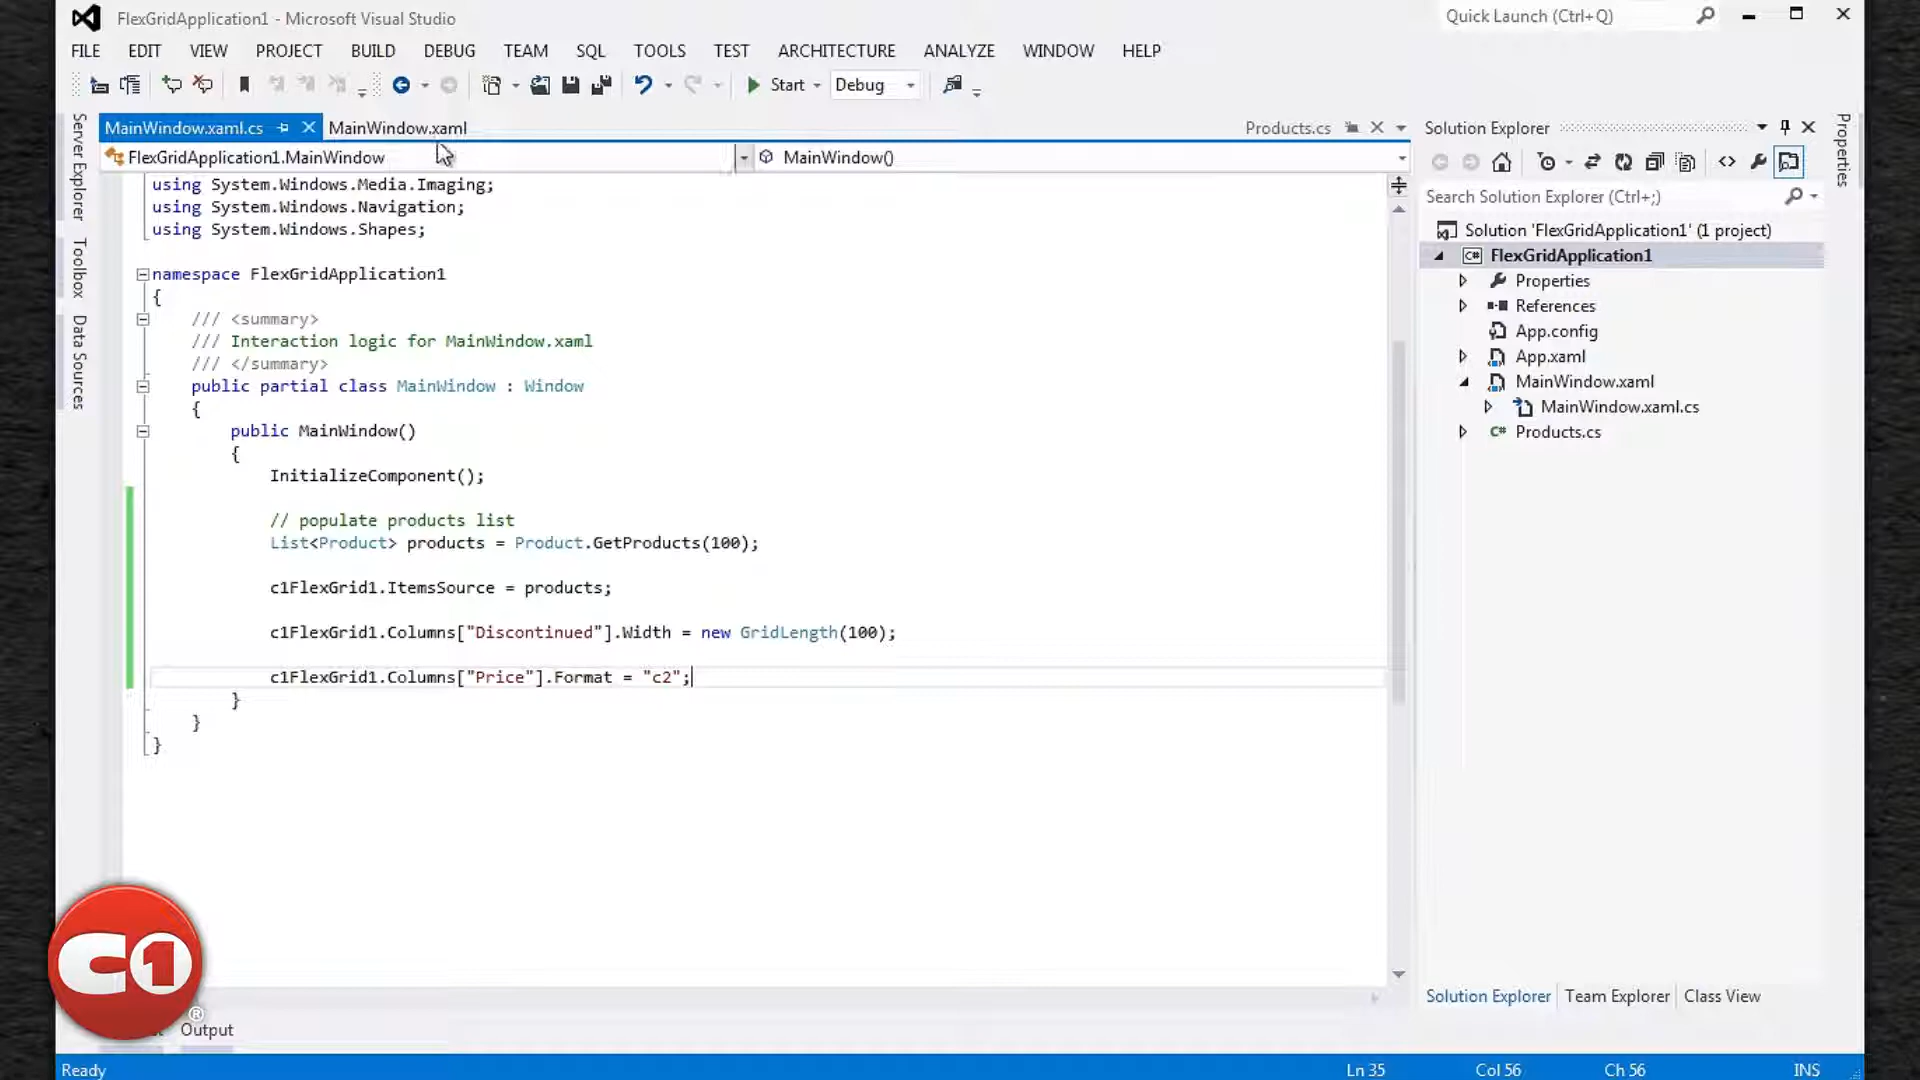 FlexGridApplication1 - Microsoft Visual Studio
Quick Launch (Ctrl+Q)
FILE EDIT VIEW PROJECT BUILD DEBUG TEAM SQL TOOLS TEST ARCHITECTURE ANALYZE WINDOW HELP
Start Debug
Server Explorer
Toolbox
Data Sources
MainWindow.xaml.cs MainWindow.xaml Products.cs
FlexGridApplication1.MainWindow MainWindow()
using System.Windows.Media.Imaging;
using System.Windows.Navigation;
using System.Windows.Shapes;
namespace FlexGridApplication1
{
/// <summary>
/// Interaction logic for MainWindow.xaml
/// </summary>
public partial class MainWindow : Window
{
public MainWindow()
{
InitializeComponent();
// populate products list
List<Product> products = Product.GetProducts(100);
c1FlexGrid1.ItemsSource = products;
c1FlexGrid1.Columns["Discontinued"].Width = new GridLength(100);
c1FlexGrid1.Columns["Price"].Format = "c2";
}
}
}
Solution Explorer
Search Solution Explorer (Ctrl+;)
Solution 'FlexGridApplication1' (1 project)
C# FlexGridApplication1
Properties
References
App.config
App.xaml
MainWindow.xaml
MainWindow.xaml.cs
C# Products.cs
Solution Explorer Team Explorer Class View
Properties
C1
®
Output
Ready Ln 35 Col 56 Ch 56 INS